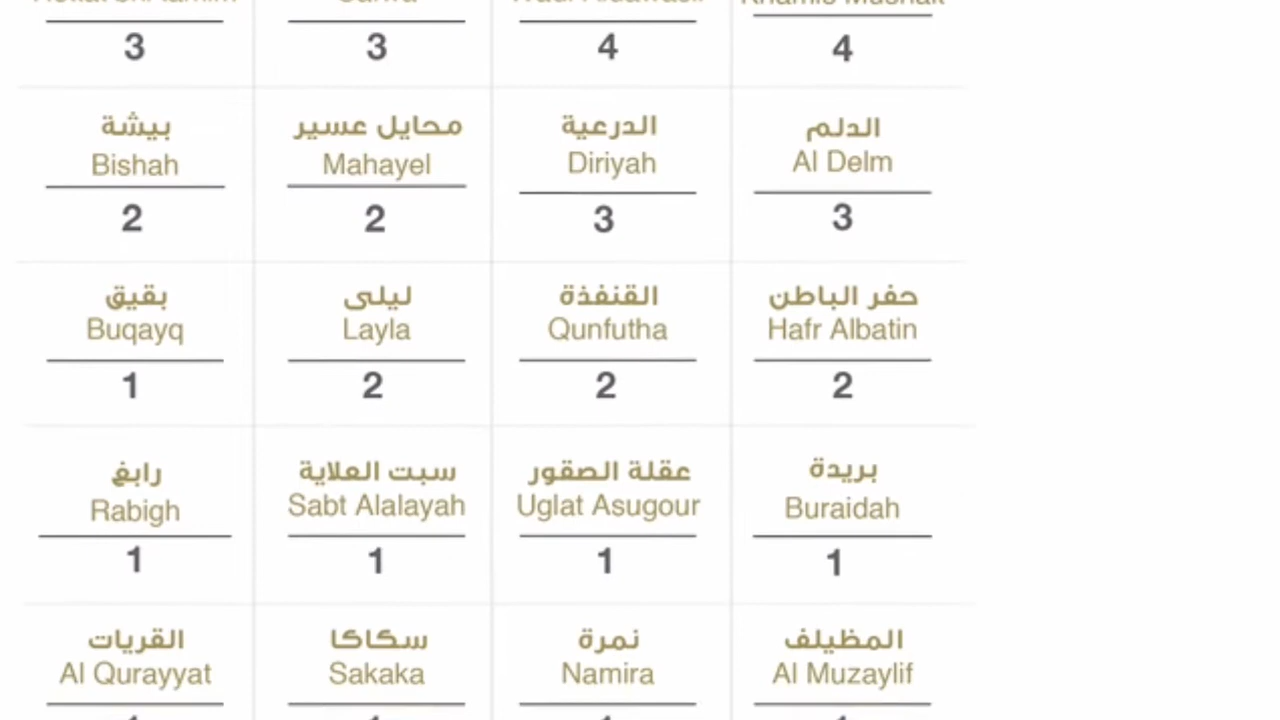 3 3 4 4
بيشة محايل عسير الدرعية الدلم
Bishah Mahayel Diriyah Al Delm
2 2 3 3
بقيق ليلى القنفذة حفر الباطن
Buqayq Layla Qunfutha Hafr Albatin
1 2 2 2
رابغ سبت العلاية عقلة الصقور بريدة
Rabigh Sabt Alalayah Uglat Asugour Buraidah
1 1 1 1
القريات سكاكا نمرة المظيلف
Al Qurayyat Sakaka Namira Al Muzaylif